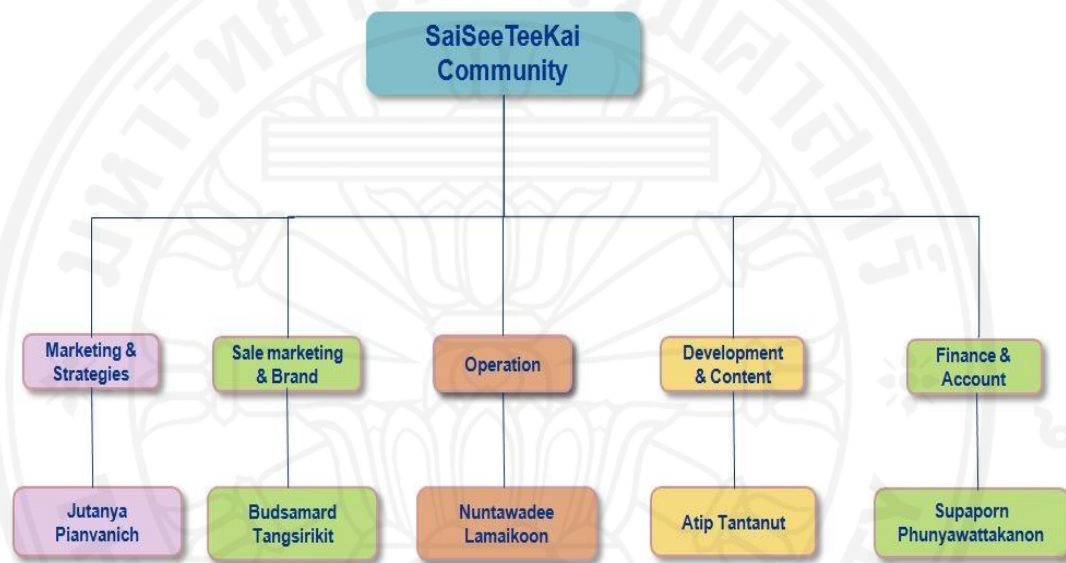 SaiSeeTeeKai
Community
Marketing &
Strategies
Sale marketing
& Brand
Operation
Development
& Content
Finance &
Account
Jutanya
Pianvanich
Budsamard
Tangsirikit
Nuntawadee
Lamaikoon
Atip Tantanut
Supaporn
Phunyawattakanon